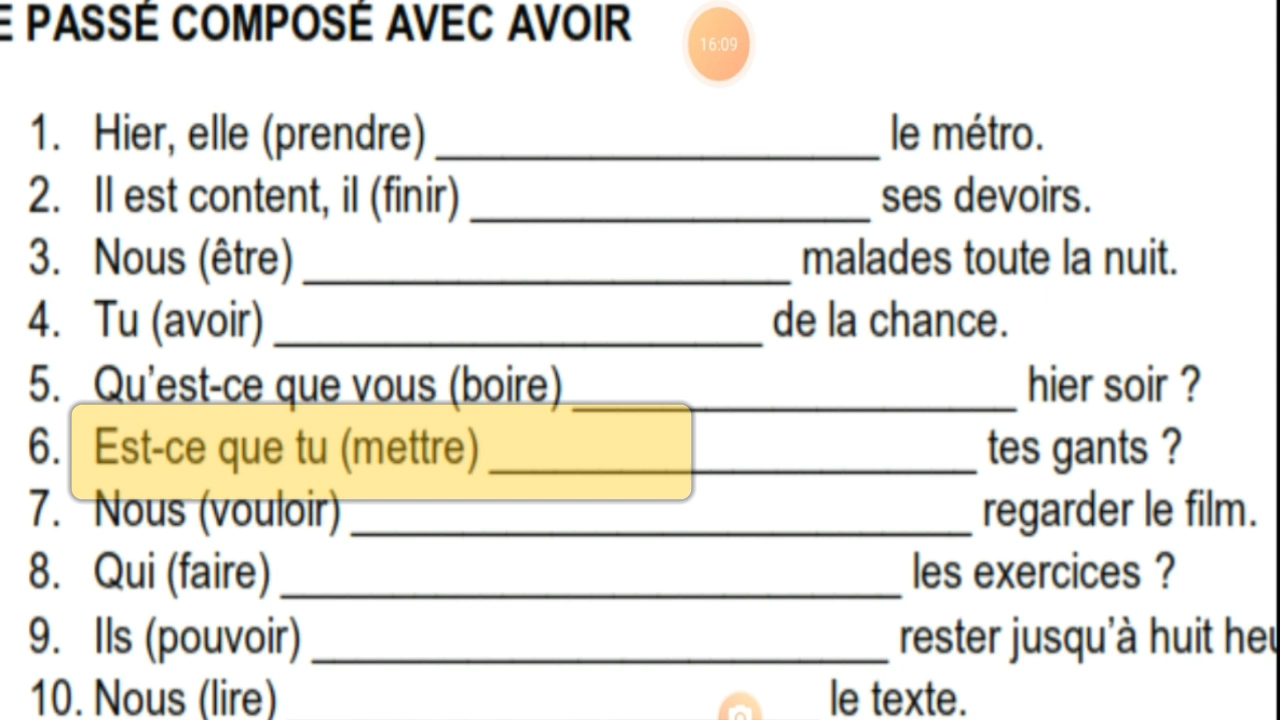 E PASSÉ COMPOSÉ AVEC AVOIR
16:09
1. Hier, elle (prendre) ____________________ le métro.
2. Il est content, il (finir) __________________ ses devoirs.
3. Nous (être) ______________________ malades toute la nuit.
4. Tu (avoir) ______________________ de la chance.
5. Qu'est-ce que vous (boire) ____________________ hier soir ?
6. Est-ce que tu (mettre) ______________________ tes gants ?
7. Nous (vouloir) ____________________________ regarder le film.
8. Qui (faire) ____________________________ les exercices ?
9. Ils (pouvoir) __________________________ rester jusqu'à huit heu
10. Nous (lire) ________________________ le texte.